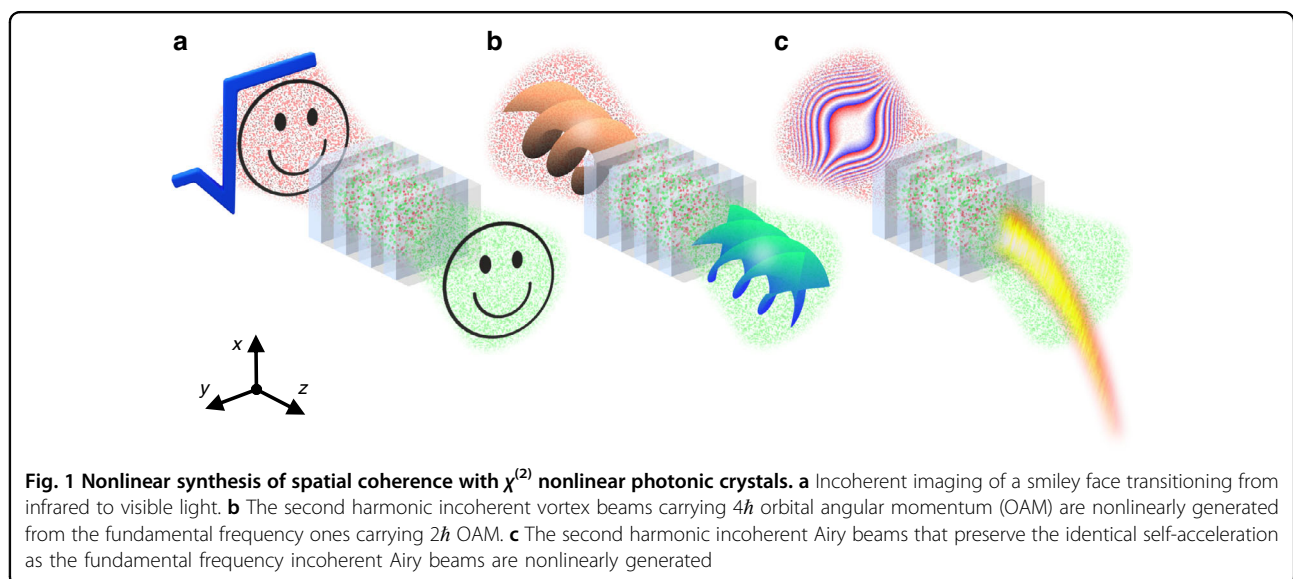 a
b
c
x
y
z
Fig. 1 Nonlinear synthesis of spatial coherence with χ(2) nonlinear photonic crystals. a Incoherent imaging of a smiley face transitioning from
infrared to visible light. b The second harmonic incoherent vortex beams carrying 4ℏ orbital angular momentum (OAM) are nonlinearly generated
from the fundamental frequency ones carrying 2ℏ OAM. c The second harmonic incoherent Airy beams that preserve the identical self-acceleration
as the fundamental frequency incoherent Airy beams are nonlinearly generated